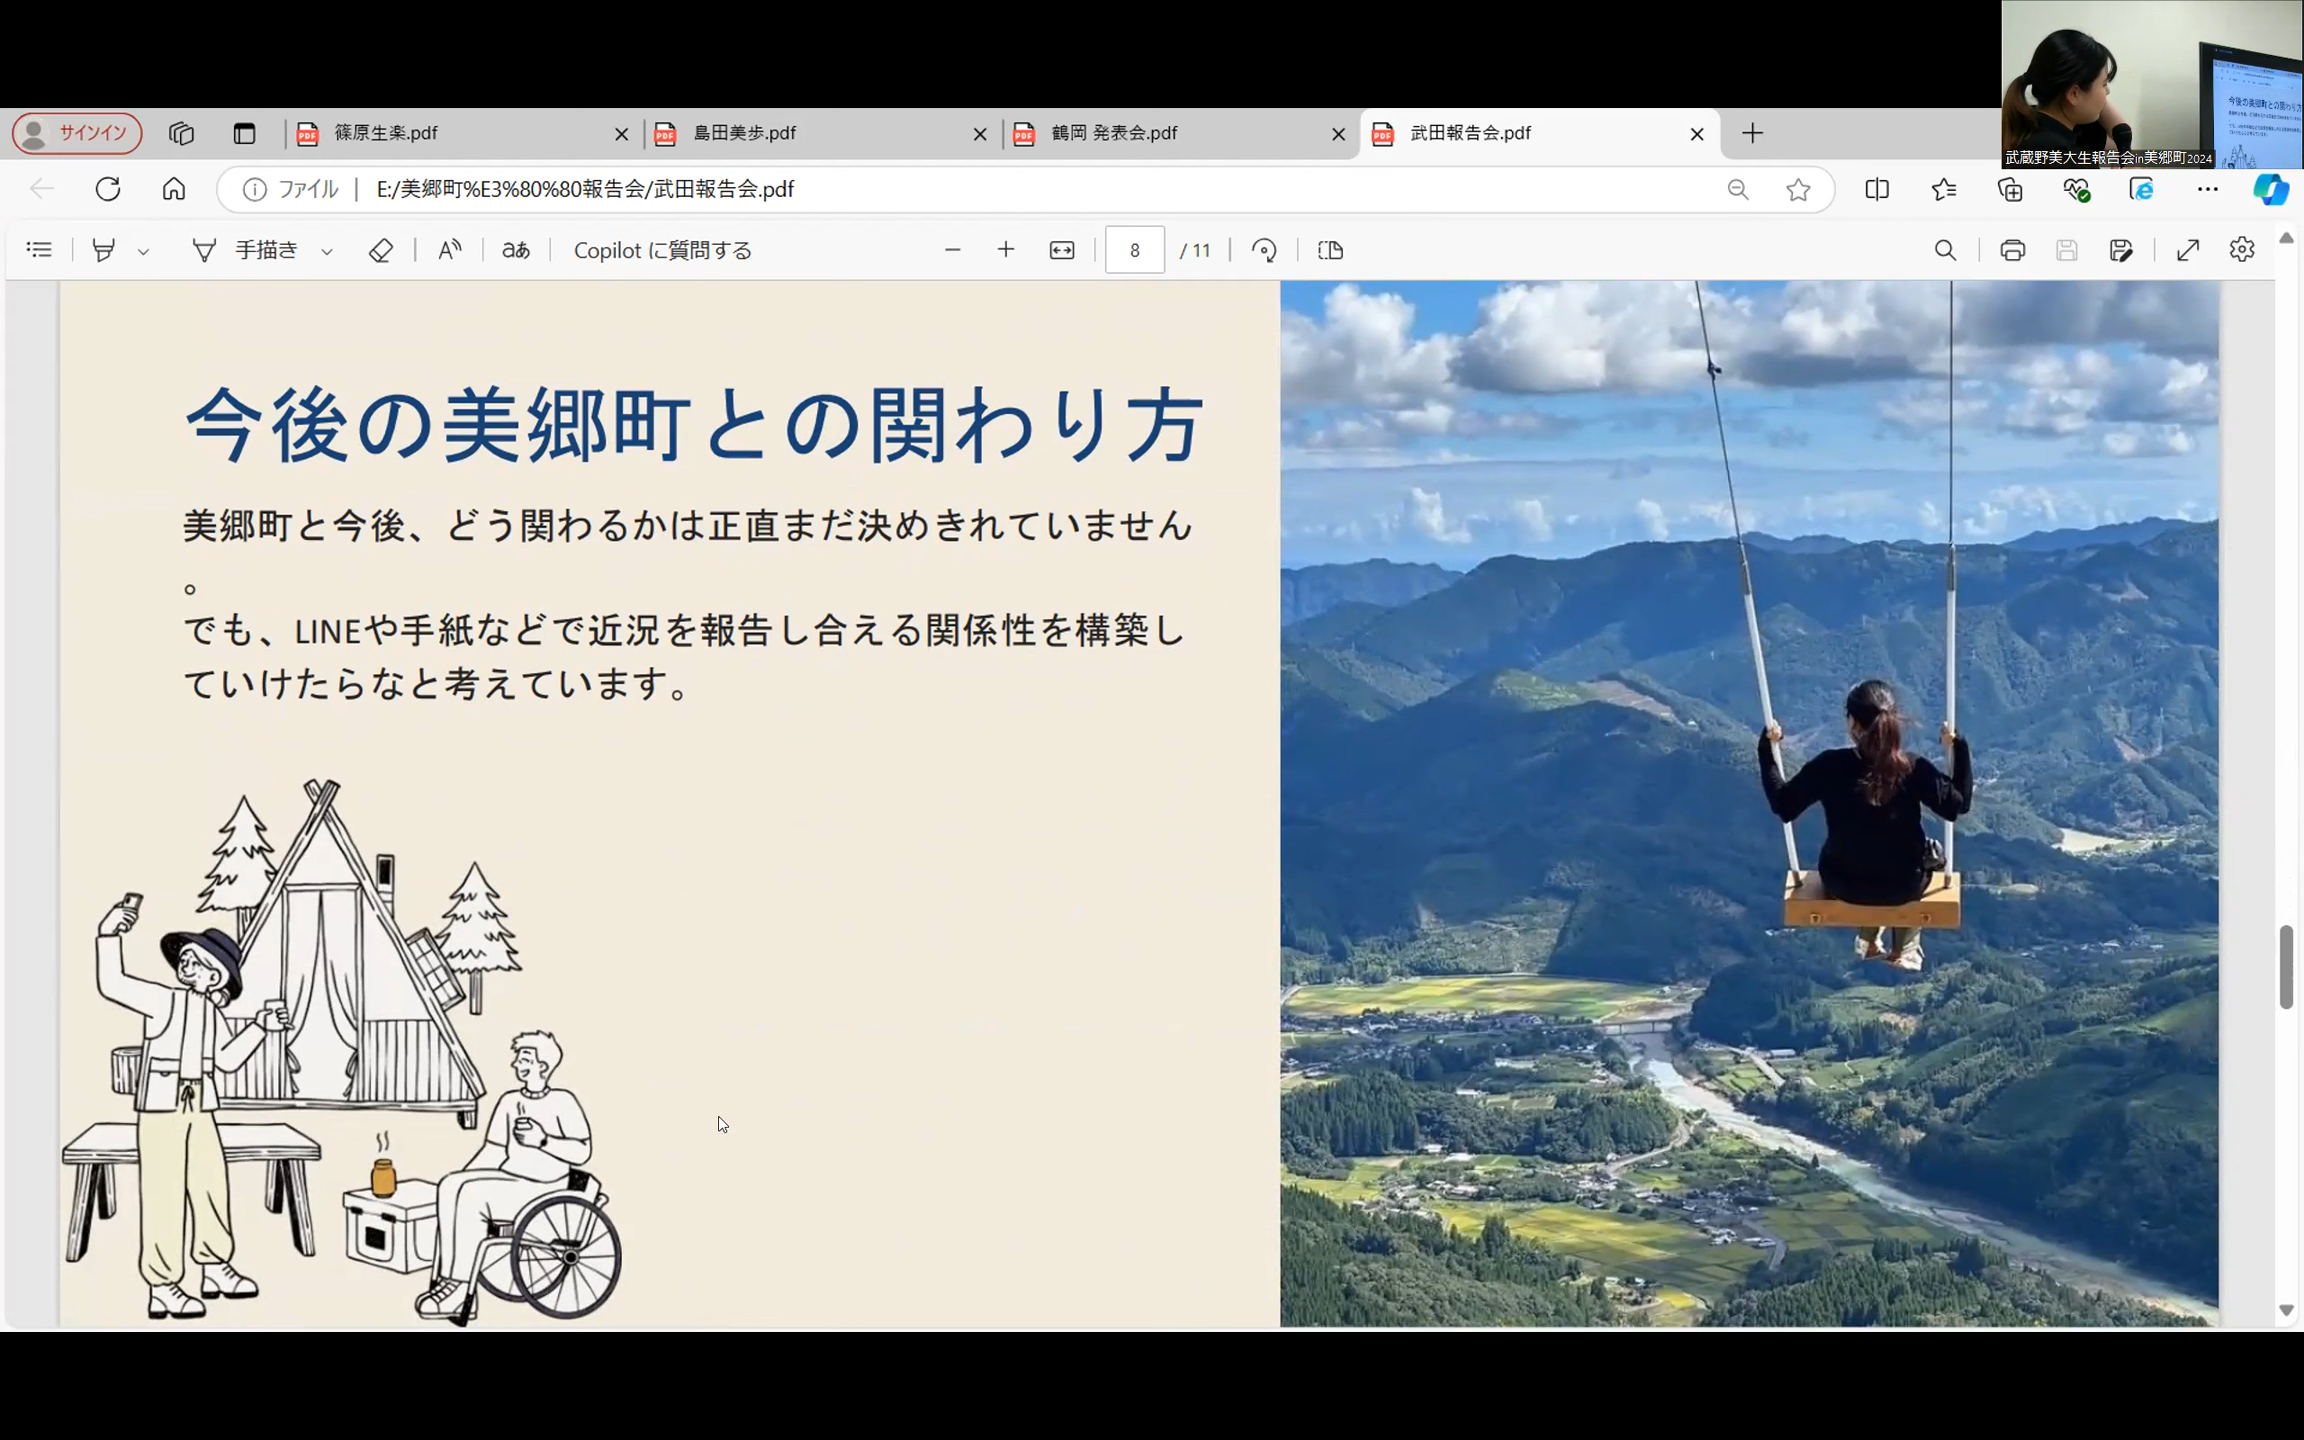 武蔵野美大生報告会in美郷町2024
サインイン
篠原生楽.pdf
島田美歩.pdf
鶴岡 発表会.pdf
武田報告会.pdf
ファイル
E:/美郷町%E3%80%80報告会/武田報告会.pdf
手描き
Copilot に質問する
8 / 11
今後の美郷町との関わり方
美郷町と今後、どう関わるかは正直まだ決めきれていません
。
でも、LINEや手紙などで近況を報告し合える関係性を構築し
ていけたらなと考えています。